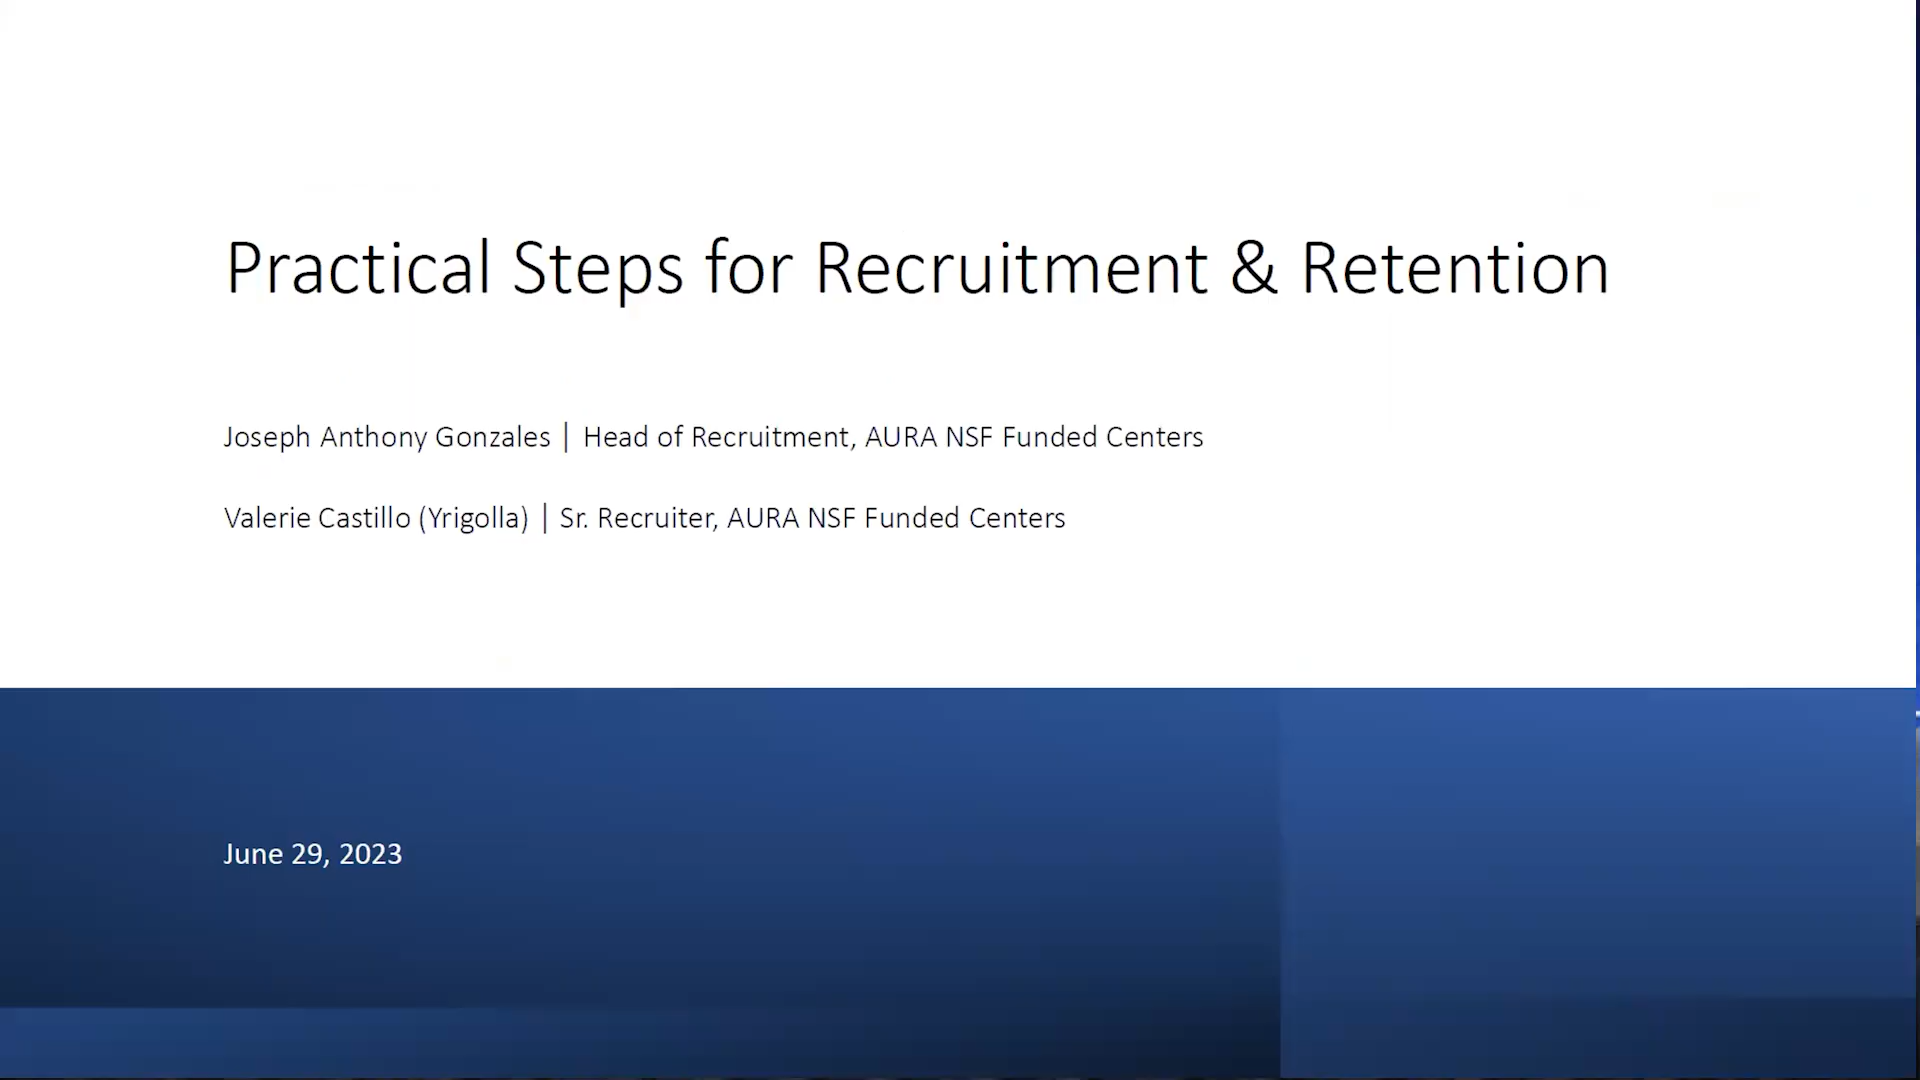 Practical Steps for Recruitment & Retention
Joseph Anthony Gonzales | Head of Recruitment, AURA NSF Funded Centers
Valerie Castillo (Yrigolla) | Sr. Recruiter, AURA NSF Funded Centers
June 29, 2023